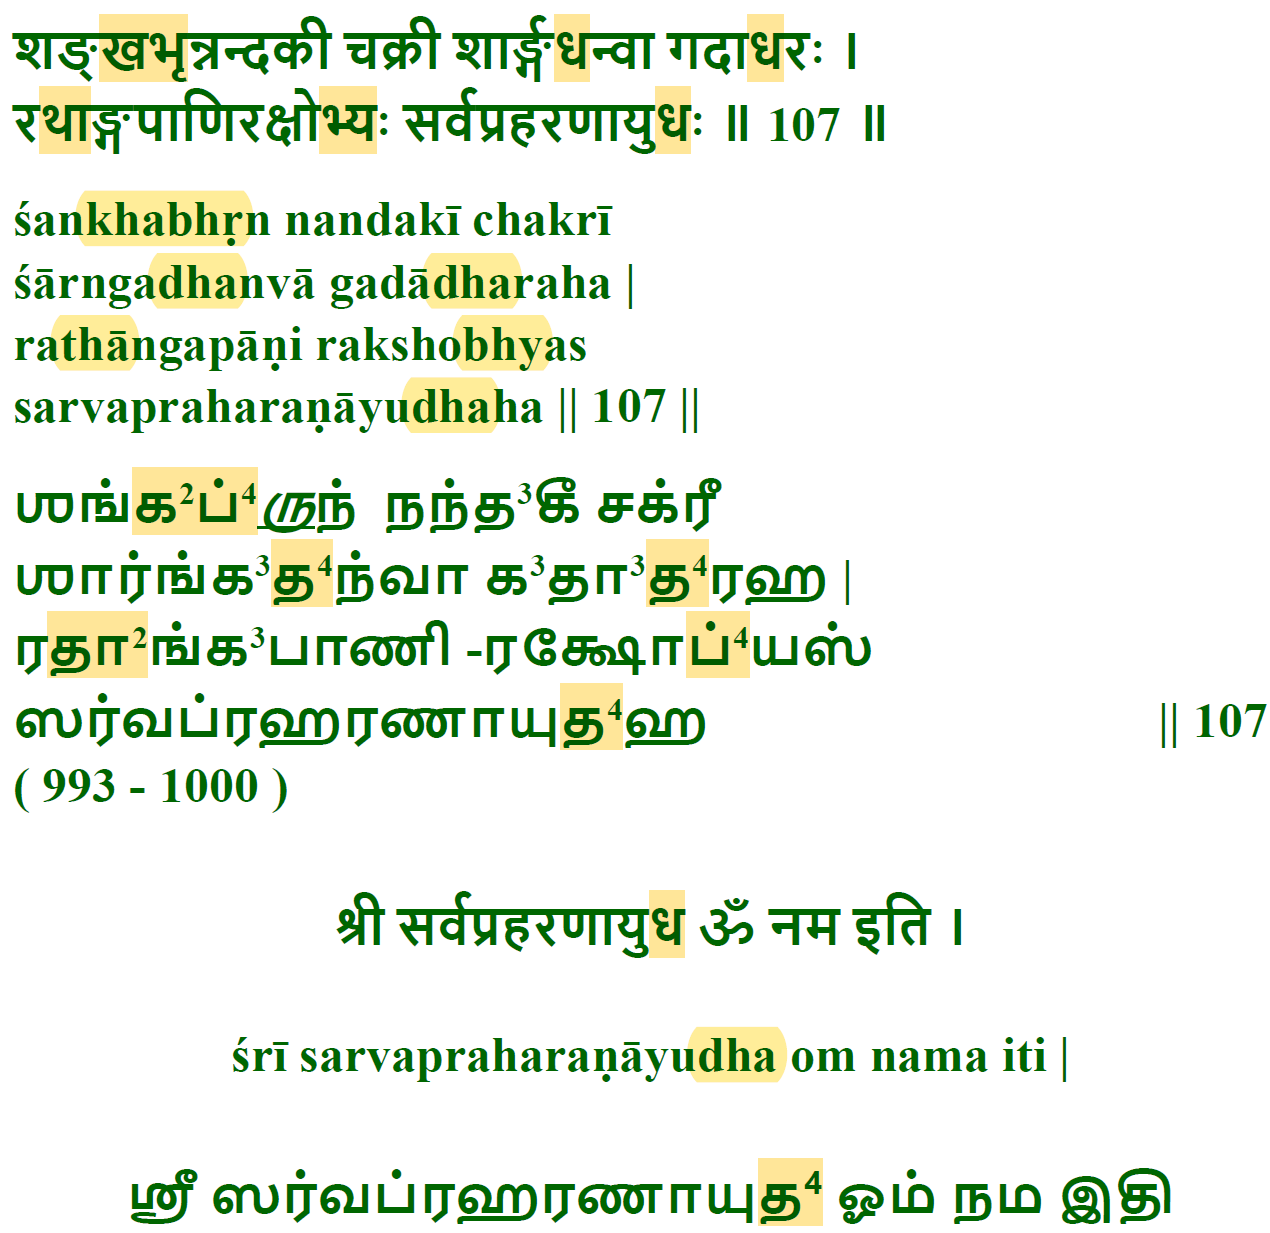 शङ्खभृन्नन्दकी चक्री शार्ङ्गधन्वा गदाधरः ।
रथाङ्गपाणिरक्षोभ्यः सर्वप्रहरणायुधः ॥ 107 ॥
śankhabhṛn nandakī chakrī
śārngadhanvā gadādharaha |
rathāngapāṇi rakshobhyas
sarvapraharaṇāyudhaha || 107 ||
ஶங்க²ப்⁴ருந் நந்த³கீ சக்ரீ
ஶார்ங்க³த⁴ந்வா க³தா³த⁴ரஹ |
ரதா²ங்க³பாணி -ரக்ஷோப்⁴யஸ்
ஸர்வப்ரஹரணாயுத⁴ஹ || 107
( 993 - 1000 )
श्री सर्वप्रहरणायुध ॐ नम इति ।
śrī sarvapraharaṇāyudha om nama iti |
ஸ்ரீ ஸர்வப்ரஹரணாயுத⁴ ஓம் நம இதி